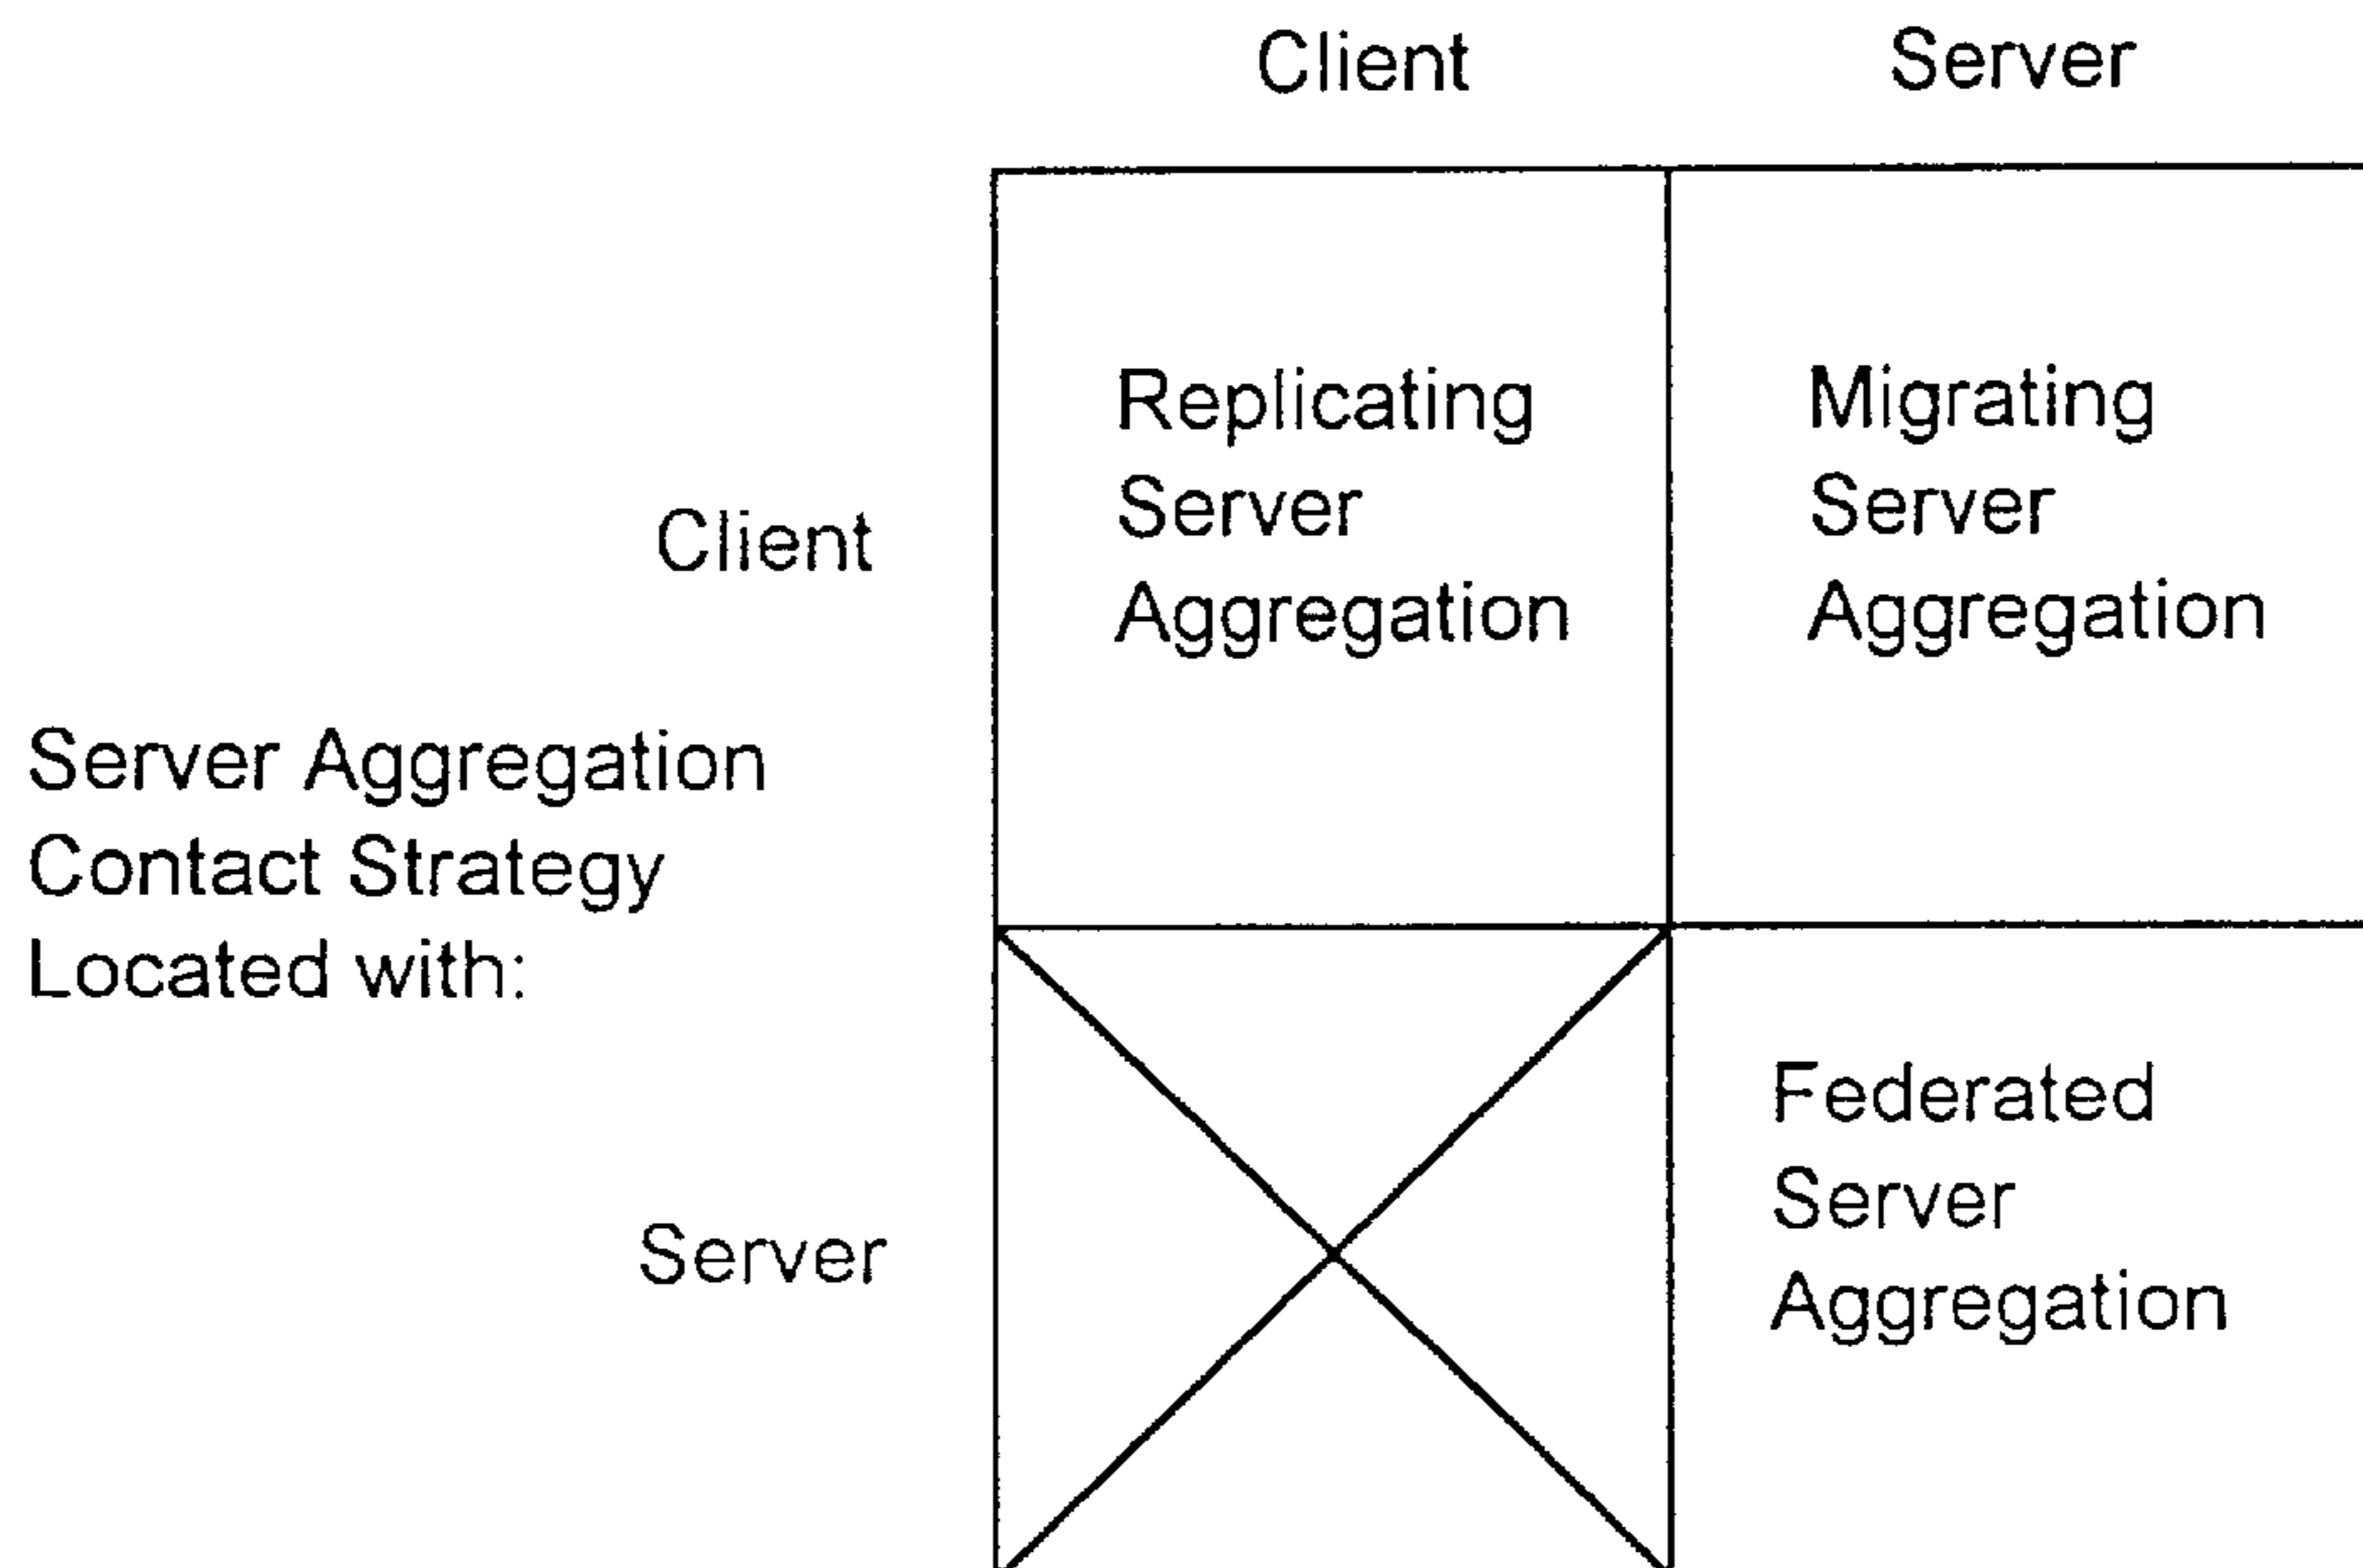 Client
Server
Client
Replicating
Server
Aggregation
Migrating
Server
Aggregation
Server Aggregation
Contact Strategy
Located with:
Server
Federated
Server
Aggregation